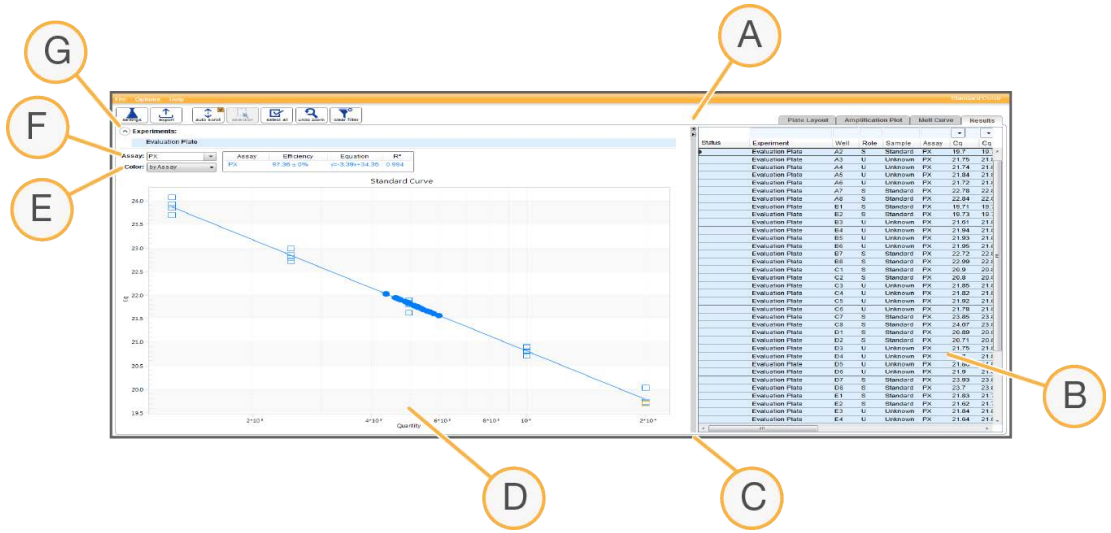 G
A
F
E
D
C
B
File Options Help
Standard Curve
settings
export
auto scroll
select all
undo zoom
clear filter
Plate Layout
Amplification Plot
Melt Curve
Results
Experiments:
Evaluation Plate
Assay: PX
Color: by Assay
Assay Efficiency Equation R²
PX 97.36 ± 0% 0.994
Standard Curve
24.0
23.5
23.0
22.5
22.0
21.5
21.0
20.5
20.0
19.5
Cq
Quantity
Status Experiment Well Role Sample Assay Cq Cq
Evaluation Plate A2 S Standard PX 19.7
Evaluation Plate A3 U Unknown PX 21.75
Evaluation Plate A4 U Unknown PX 21.74
Evaluation Plate A5 U Unknown PX 21.84
Evaluation Plate A6 U Unknown PX 21.72
Evaluation Plate A7 S Standard PX 22.78
Evaluation Plate A8 S Standard PX 22.84
Evaluation Plate B1 S Standard PX 19.71
Evaluation Plate B2 S Standard PX 19.73
Evaluation Plate B3 U Unknown PX 21.61
Evaluation Plate B4 U Unknown PX 21.94
Evaluation Plate B5 U Unknown PX 21.93
Evaluation Plate B6 U Unknown PX 21.95
Evaluation Plate B7 S Standard PX 22.72
Evaluation Plate B8 S Standard PX 22.99
Evaluation Plate C1 S Standard PX 20.9
Evaluation Plate C2 S Standard PX 20.8
Evaluation Plate C3 U Unknown PX 21.85
Evaluation Plate C4 U Unknown PX 21.82
Evaluation Plate C5 U Unknown PX 21.92
Evaluation Plate C6 U Unknown PX 21.78
Evaluation Plate C7 S Standard PX 23.85
Evaluation Plate C8 S Standard PX 24.07
Evaluation Plate D1 S Standard PX 20.89
Evaluation Plate D2 S Standard PX 20.71
Evaluation Plate D3 U Unknown PX 21.75
Evaluation Plate D4 U Unknown PX
Evaluation Plate D5 U Unknown PX
Evaluation Plate D6 U Unknown PX 21.9
Evaluation Plate D7 S Standard PX 23.93
Evaluation Plate D8 S Standard PX 23.7
Evaluation Plate E1 S Standard PX 21.83
Evaluation Plate E2 S Standard PX 21.62
Evaluation Plate E3 U Unknown PX 21.84
Evaluation Plate E4 U Unknown PX 21.64